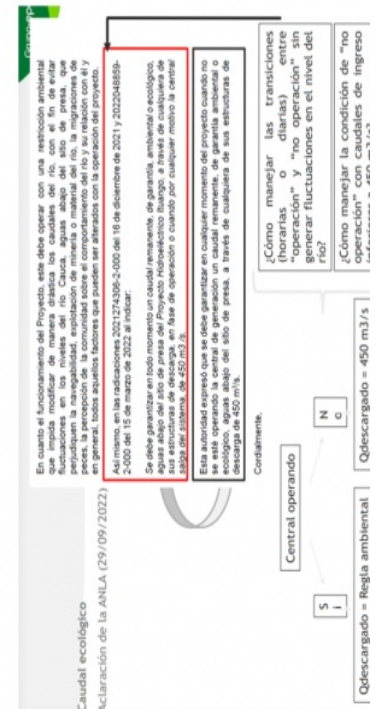 Grupo·ep
Caudal ecológico
Aclaración de la ANLA (29/09/2022)
En cuanto el funcionamiento del Proyecto, este debe operar con una restricción ambiental
que impida modificar de manera drástica los caudales del río, con el fin de evitar
fluctuaciones en los niveles del río Cauca, aguas abajo del sitio de presa, que
perjudiquen la navegabilidad, explotación de minería o material del río, la migraciones de
peces, la percepción de la comunidad sobre el comportamiento del río y su relación con él y
en general, todos aquellos factores que pueden ser alterados con la operación del proyecto.
Así mismo, en las radicaciones 2021274306-2-000 del 16 de diciembre de 2021 y 2022048859-
2-000 del 15 de marzo de 2022 al indicar:
Se debe garantizar en todo momento un caudal remanente, de garantía, ambiental o ecológico,
aguas abajo del sitio de presa del Proyecto Hidroeléctrico Ituango, a través de cualquiera de
sus estructuras de descarga, en fase de operación o cuando por cualquier motivo la central
salga del sistema, de 450 m3/s.
Esta autoridad expresó que se debe garantizar en cualquier momento del proyecto cuando no
se esté operando la central de generación un caudal remanente, de garantía ambiental o
ecológico, aguas abajo del sitio de presa, a través de cualquiera de sus estructuras de
descarga de 450 m³/s.
Cordialmente,
Central operando
S
i
N
o
Qdescargado = Regla ambiental
Qdescargado = 450 m3/s
¿Cómo manejar las transiciones
(horarias o diarias) entre
"operación" y "no operación" sin
generar fluctuaciones en el nivel del
río?
¿Cómo manejar la condición de "no
operación" con caudales de ingreso
inferiores a 450 m3/s?